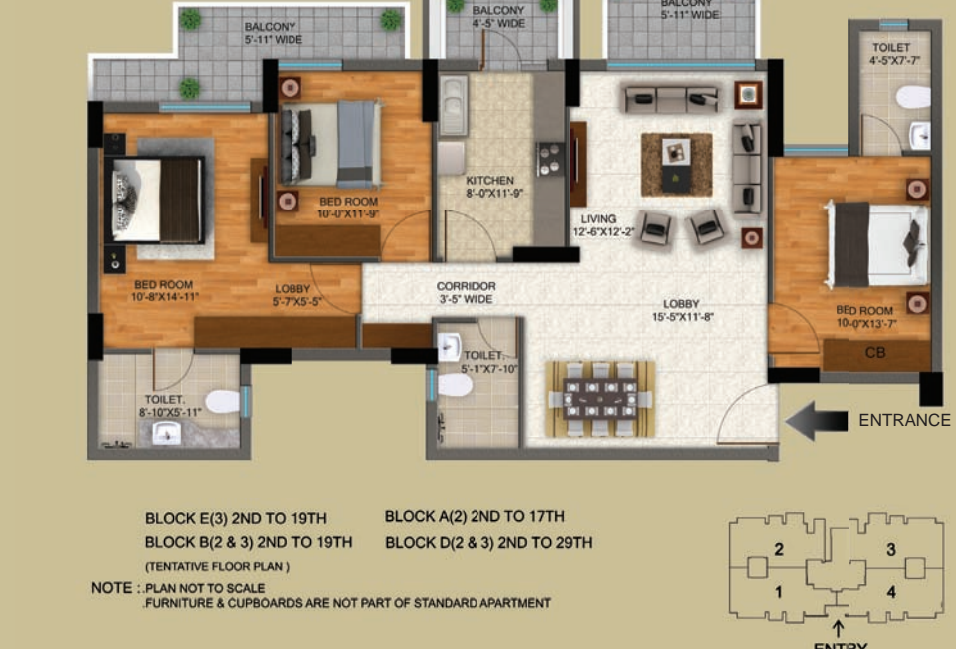 BALCONY
5'-11" WIDE
BALCONY
4'-5" WIDE
BALCONY
5'-11" WIDE
TOILET
4'-5"X7'-7"
BED ROOM
10'-0"X11'-9"
KITCHEN
8'-0"X11'-9"
LIVING
12'-6"X12'-2"
BED ROOM
10'-8"X14'-11"
LOBBY
5'-7"X5'-5"
CORRIDOR
3'-5" WIDE
LOBBY
15'-5"X11'-8"
BED ROOM
10-0"X13'-7"
CB
TOILET.
5'-1"X7'-10"
TOILET.
8'-10"X5'-11"
ENTRANCE
BLOCK E(3) 2ND TO 19TH
BLOCK A(2) 2ND TO 17TH
BLOCK B(2 & 3) 2ND TO 19TH
BLOCK D(2 & 3) 2ND TO 29TH
(TENTATIVE FLOOR PLAN )
NOTE :.PLAN NOT TO SCALE
.FURNITURE & CUPBOARDS ARE NOT PART OF STANDARD APARTMENT
2
3
1
4
ENTRY